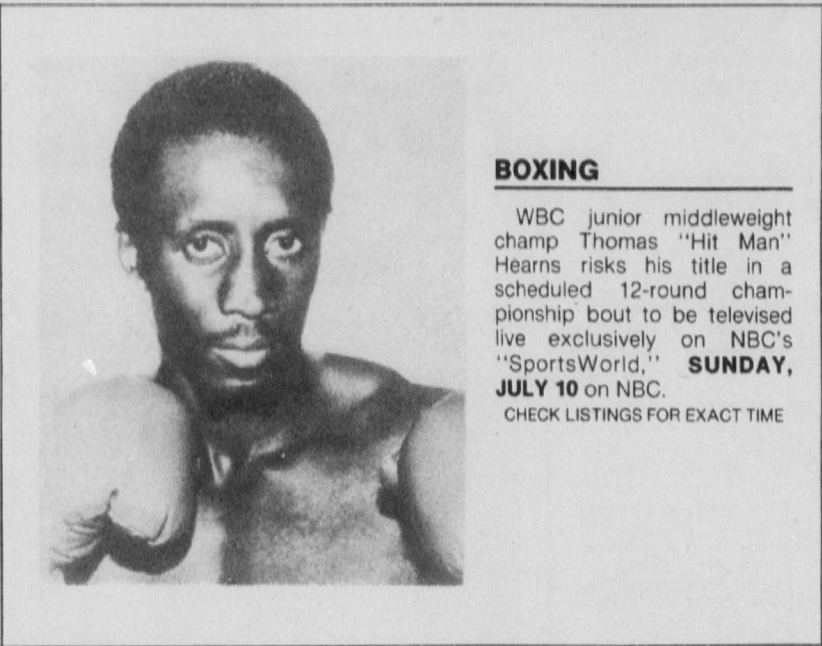 BOXING
WBC junior middleweight
champ Thomas "Hit Man"
Hearns risks his title in a
scheduled 12-round cham-
pionship bout to be televised
live exclusively on NBC's
"SportsWorld," SUNDAY,
JULY 10 on NBC.
CHECK LISTINGS FOR EXACT TIME